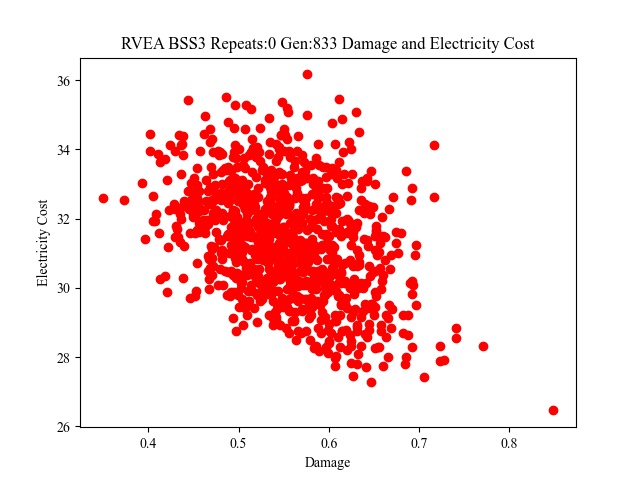 RVEA BSS3 Repeats:0 Gen:833 Damage and Electricity Cost
36
34
32
30
28
26
Electricity Cost
0.4 0.5 0.6 0.7 0.8
Damage